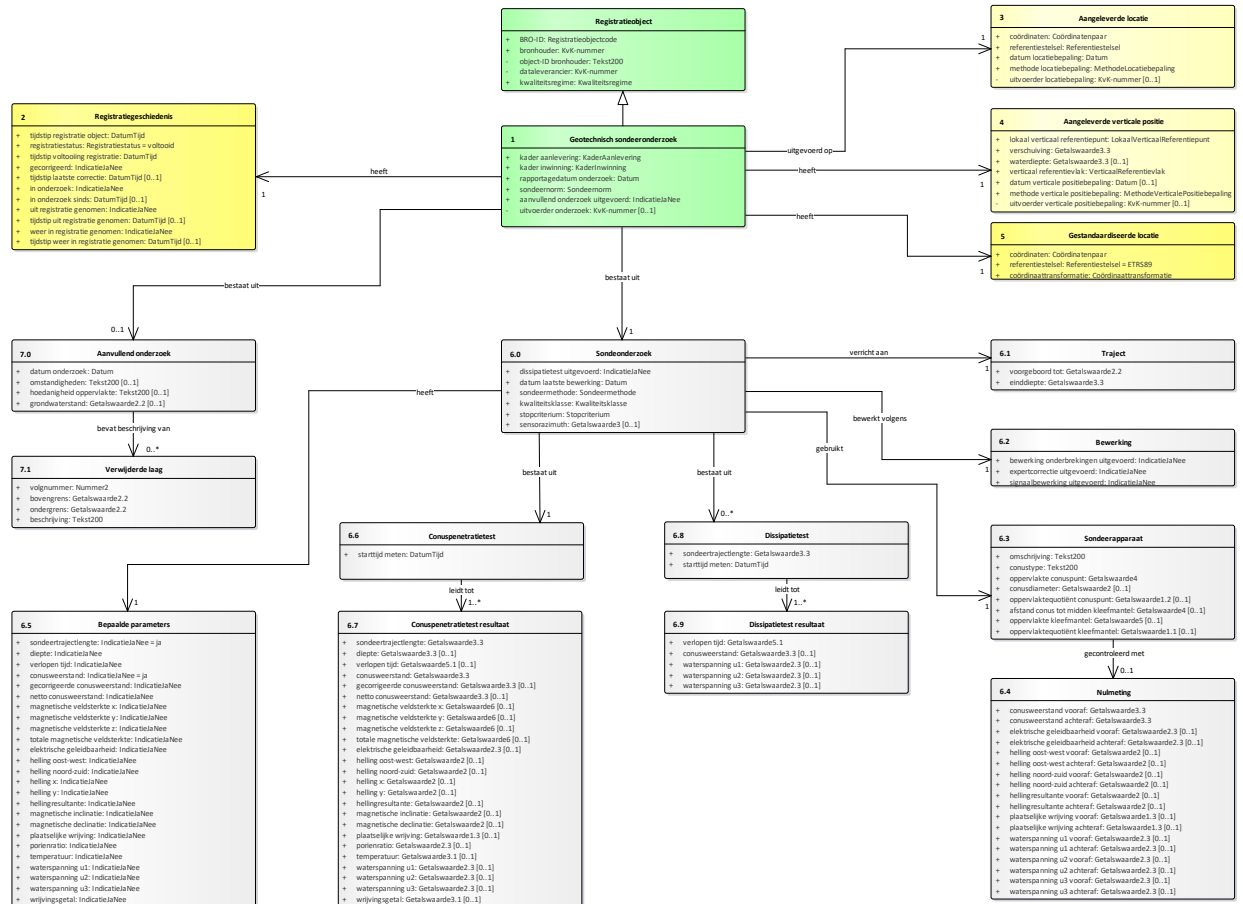 Registratieobject
+ BRO-ID: Registratieobjectcode
+ bronhouder: KvK-nummer
- object-ID bronhouder: Tekst200
- dataleverancier: KvK-nummer
+ kwaliteitsregime: Kwaliteitsregime
3 Aangeleverde locatie
+ coördinaten: Coördinatenpaar
+ referentiestelsel: Referentiestelsel
+ datum locatiebepaling: Datum
+ methode locatiebepaling: MethodeLocatiebepaling
- uitvoerder locatiebepaling: KvK-nummer [0..1]
2 Registratiegeschiedenis
+ tijdstip registratie object: DatumTijd
+ registratiestatus: Registratiestatus = voltooid
+ tijdstip voltooiing registratie: DatumTijd
+ gecorrigeerd: IndicatieJaNee
+ tijdstip laatste correctie: DatumTijd [0..1]
+ in onderzoek: IndicatieJaNee
+ in onderzoek sinds: DatumTijd [0..1]
+ uit registratie genomen: IndicatieJaNee
+ tijdstip uit registratie genomen: DatumTijd [0..1]
+ weer in registratie genomen: IndicatieJaNee
+ tijdstip weer in registratie genomen: DatumTijd [0..1]
1 Geotechnisch sondeeronderzoek
+ kader aanlevering: KaderAanlevering
+ kader inwinning: KaderInwinning
+ rapportagedatum onderzoek: Datum
+ sondeernorm: Sondeernorm
+ aanvullend onderzoek uitgevoerd: IndicatieJaNee
- uitvoerder onderzoek: KvK-nummer [0..1]
4 Aangeleverde verticale positie
+ lokaal verticaal referentiepunt: LokaalVerticaalReferentiepunt
+ verschuiving: Getalswaarde3.3
+ waterdiepte: Getalswaarde3.3 [0..1]
+ verticaal referentievlak: VerticaalReferentievlak
+ datum verticale positiebepaling: Datum [0..1]
+ methode verticale positiebepaling: MethodeVerticalePositiebepaling
- uitvoerder verticale positiebepaling: KvK-nummer [0..1]
5 Gestandaardiseerde locatie
+ coördinaten: Coördinatenpaar
+ referentiestelsel: Referentiestelsel = ETRS89
+ coördinaattransformatie: Coördinaattransformatie
uitgevoerd op
1
heeft
1
heeft
1
heeft
1
bestaat uit
0..1
bestaat uit
1
7.0 Aanvullend onderzoek
+ datum onderzoek: Datum
+ omstandigheden: Tekst200 [0..1]
+ hoedanigheid oppervlakte: Tekst200 [0..1]
+ grondwaterstand: Getalswaarde2.2 [0..1]
bevat beschrijving van
0..*
7.1 Verwijderde laag
+ volgnummer: Nummer2
+ bovengrens: Getalswaarde2.2
+ ondergrens: Getalswaarde2.2
+ beschrijving: Tekst200
6.0 Sondeonderzoek
+ dissipatietest uitgevoerd: IndicatieJaNee
+ datum laatste bewerking: Datum
+ sondeermethode: Sondeermethode
+ kwaliteitsklasse: Kwaliteitsklasse
+ stopcriterium: Stopcriterium
+ sensorazimuth: Getalswaarde3 [0..1]
verricht aan
1
6.1 Traject
+ voorgeboord tot: Getalswaarde2.2
+ einddiepte: Getalswaarde3.3
bewerkt volgens
1
6.2 Bewerking
+ bewerking onderbrekingen uitgevoerd: IndicatieJaNee
+ expertcorrectie uitgevoerd: IndicatieJaNee
+ signaalbewerking uitgevoerd: IndicatieJaNee
gebruikt
1
6.3 Sondeerapparaat
+ omschrijving: Tekst200
+ conustype: Tekst200
+ oppervlakte conuspunt: Getalswaarde4
+ conusdiameter: Getalswaarde2 [0..1]
+ oppervlaktequotiënt conuspunt: Getalswaarde1.2 [0..1]
+ afstand conus tot midden kleefmantel: Getalswaarde4 [0..1]
+ oppervlakte kleefmantel: Getalswaarde5 [0..1]
+ oppervlaktequotiënt kleefmantel: Getalswaarde1.1 [0..1]
gecontroleerd met
0..1
6.4 Nulmeting
+ conusweerstand vooraf: Getalswaarde3.3
+ conusweerstand achteraf: Getalswaarde3.3
+ elektrische geleidbaarheid vooraf: Getalswaarde2.3 [0..1]
+ elektrische geleidbaarheid achteraf: Getalswaarde2.3 [0..1]
+ helling oost-west vooraf: Getalswaarde2 [0..1]
+ helling oost-west achteraf: Getalswaarde2 [0..1]
+ helling noord-zuid vooraf: Getalswaarde2 [0..1]
+ helling noord-zuid achteraf: Getalswaarde2 [0..1]
+ hellingresultante vooraf: Getalswaarde2 [0..1]
+ hellingresultante achteraf: Getalswaarde2 [0..1]
+ plaatselijke wrijving vooraf: Getalswaarde1.3 [0..1]
+ plaatselijke wrijving achteraf: Getalswaarde1.3 [0..1]
+ waterspanning u1 vooraf: Getalswaarde2.3 [0..1]
+ waterspanning u1 achteraf: Getalswaarde2.3 [0..1]
+ waterspanning u2 vooraf: Getalswaarde2.3 [0..1]
+ waterspanning u2 achteraf: Getalswaarde2.3 [0..1]
+ waterspanning u3 vooraf: Getalswaarde2.3 [0..1]
+ waterspanning u3 achteraf: Getalswaarde2.3 [0..1]
heeft
1
bestaat uit
1
bestaat uit
0..*
6.6 Conuspenetratietest
+ starttijd meten: DatumTijd
leidt tot
1..*
6.8 Dissipatietest
+ sondeertrajectlengte: Getalswaarde3.3
+ starttijd meten: DatumTijd
leidt tot
1..*
6.5 Bepaalde parameters
+ sondeertrajectlengte: IndicatieJaNee = ja
+ diepte: IndicatieJaNee
+ verlopen tijd: IndicatieJaNee
+ conusweerstand: IndicatieJaNee = ja
+ gecorrigeerde conusweerstand: IndicatieJaNee
+ netto conusweerstand: IndicatieJaNee
+ magnetische veldsterkte x: IndicatieJaNee
+ magnetische veldsterkte y: IndicatieJaNee
+ magnetische veldsterkte z: IndicatieJaNee
+ totale magnetische veldsterkte: IndicatieJaNee
+ elektrische geleidbaarheid: IndicatieJaNee
+ helling oost-west: IndicatieJaNee
+ helling noord-zuid: IndicatieJaNee
+ helling x: IndicatieJaNee
+ helling y: IndicatieJaNee
+ hellingresultante: IndicatieJaNee
+ magnetische inclinatie: IndicatieJaNee
+ magnetische declinatie: IndicatieJaNee
+ plaatselijke wrijving: IndicatieJaNee
+ porienratio: IndicatieJaNee
+ temperatuur: IndicatieJaNee
+ waterspanning u1: IndicatieJaNee
+ waterspanning u2: IndicatieJaNee
+ waterspanning u3: IndicatieJaNee
+ wrijvingsgetal: IndicatieJaNee
6.7 Conuspenetratietest resultaat
+ sondeertrajectlengte: Getalswaarde3.3
+ diepte: Getalswaarde3.3 [0..1]
+ verlopen tijd: Getalswaarde5.1 [0..1]
+ conusweerstand: Getalswaarde3.3
+ gecorrigeerde conusweerstand: Getalswaarde3.3 [0..1]
+ netto conusweerstand: Getalswaarde3.3 [0..1]
+ magnetische veldsterkte x: Getalswaarde6 [0..1]
+ magnetische veldsterkte y: Getalswaarde6 [0..1]
+ magnetische veldsterkte z: Getalswaarde6 [0..1]
+ totale magnetische veldsterkte: Getalswaarde6 [0..1]
+ elektrische geleidbaarheid: Getalswaarde2.3 [0..1]
+ helling oost-west: Getalswaarde2 [0..1]
+ helling noord-zuid: Getalswaarde2 [0..1]
+ helling x: Getalswaarde2 [0..1]
+ helling y: Getalswaarde2 [0..1]
+ hellingresultante: Getalswaarde2 [0..1]
+ magnetische inclinatie: Getalswaarde2 [0..1]
+ magnetische declinatie: Getalswaarde2 [0..1]
+ plaatselijke wrijving: Getalswaarde1.3 [0..1]
+ porienratio: Getalswaarde2.3 [0..1]
+ temperatuur: Getalswaarde3.1 [0..1]
+ waterspanning u1: Getalswaarde2.3 [0..1]
+ waterspanning u2: Getalswaarde2.3 [0..1]
+ waterspanning u3: Getalswaarde2.3 [0..1]
+ wrijvingsgetal: Getalswaarde3.1 [0..1]
6.9 Dissipatietest resultaat
+ verlopen tijd: Getalswaarde5.1
+ conusweerstand: Getalswaarde3.3 [0..1]
+ waterspanning u1: Getalswaarde2.3 [0..1]
+ waterspanning u2: Getalswaarde2.3 [0..1]
+ waterspanning u3: Getalswaarde2.3 [0..1]